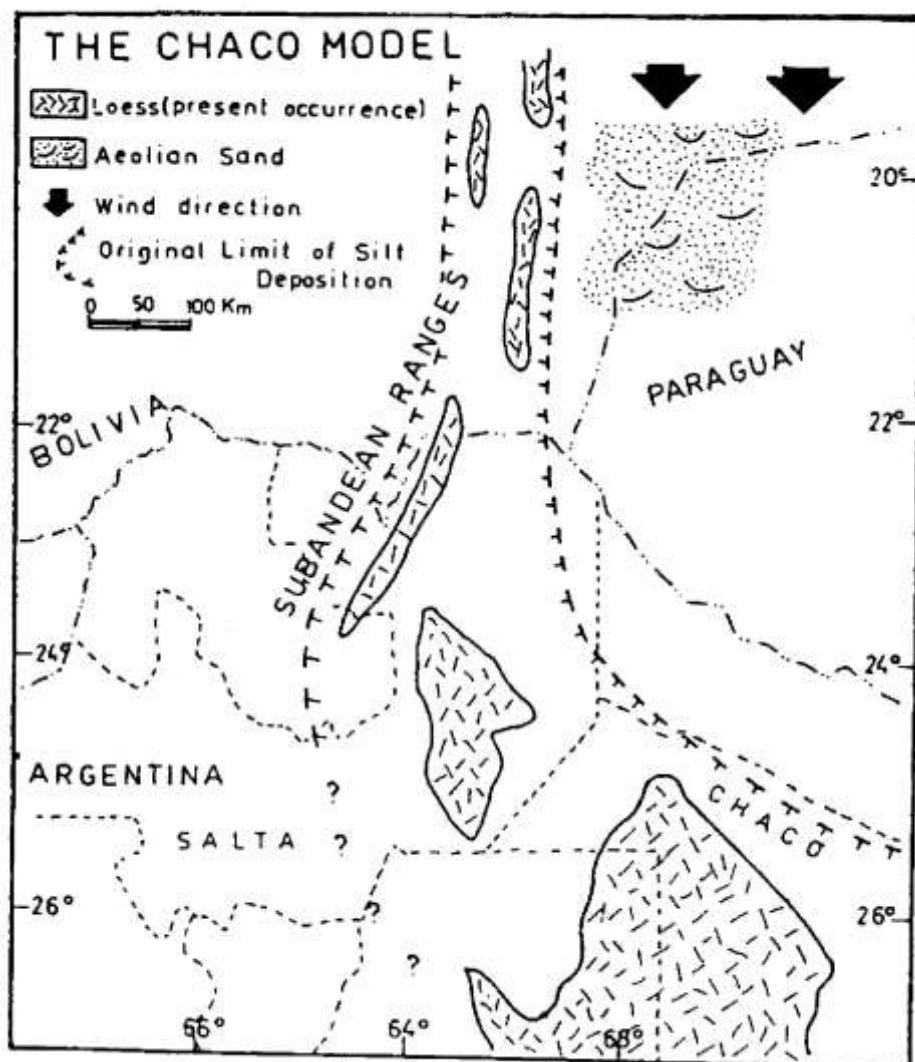 THE CHACO MODEL
Loess(present occurrence)
Aeolian Sand
Wind direction
Original Limit of Silt
Deposition
0 50 100 Km
20°
SUBANDEAN RANGES
PARAGUAY
BOLIVIA
22°
22°
24°
24°
ARGENTINA
?
CHACO
SALTA
?
26°
?
26°
?
66°
64°
68°